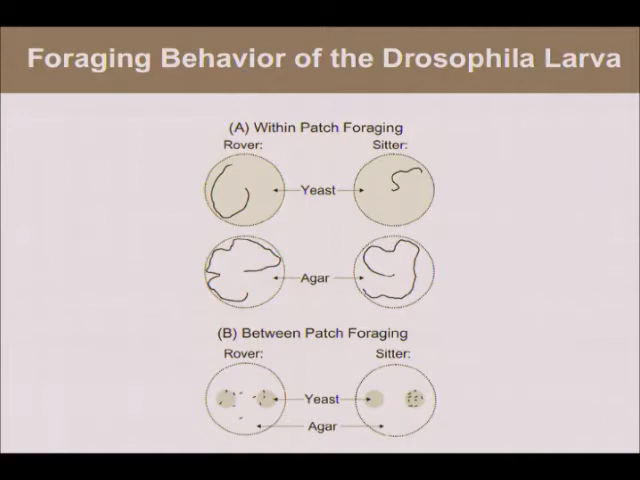 Foraging Behavior of the Drosophila Larva
(A) Within Patch Foraging
Rover: Sitter:
Yeast
Agar
(B) Between Patch Foraging
Rover: Sitter:
Yeast
Agar